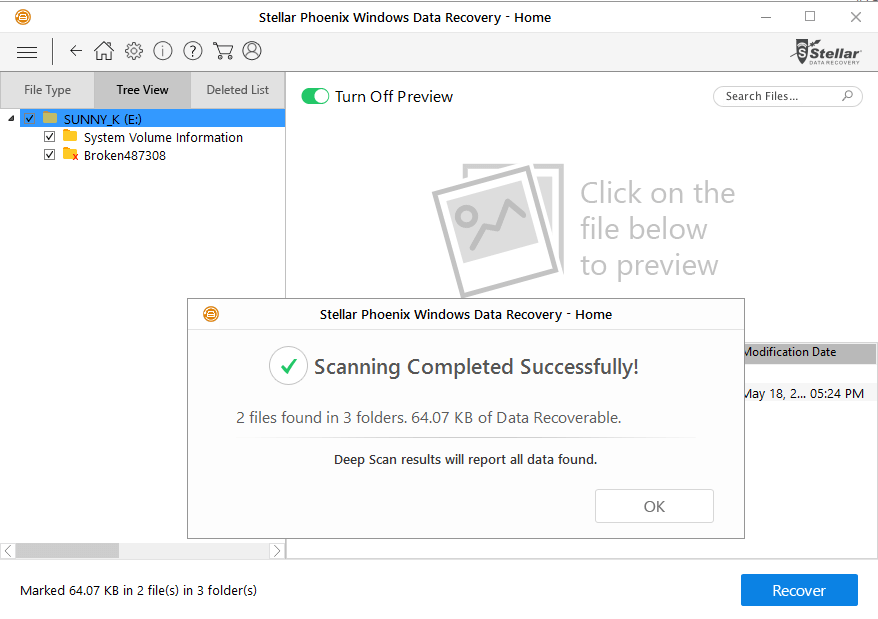 Stellar Phoenix Windows Data Recovery - Home
Stellar
DATA RECOVERY
File Type
Tree View
Deleted List
Turn Off Preview
Search Files...
SUNNY_K (E:)
System Volume Information
Broken487308
Click on the
file below
to preview
Stellar Phoenix Windows Data Recovery - Home
Scanning Completed Successfully!
2 files found in 3 folders. 64.07 KB of Data Recoverable.
Deep Scan results will report all data found.
OK
Modification Date
May 18, 2... 05:24 PM
Marked 64.07 KB in 2 file(s) in 3 folder(s)
Recover